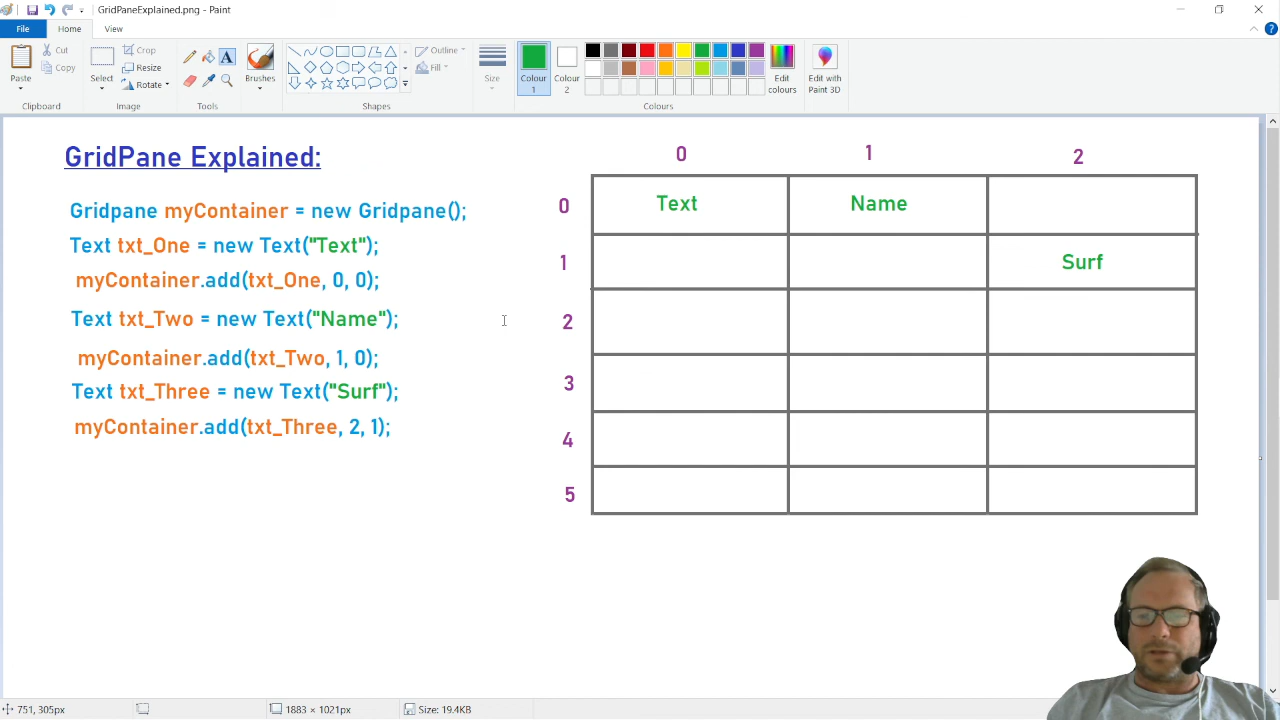 GridPaneExplained.png - Paint
File
Home
View
Paste
Cut
Copy
Clipboard
Select
Crop
Resize
Rotate
Image
Tools
Brushes
Shapes
Outline
Fill
Size
Colour 1
Colour 2
Edit colours
Edit with Paint 3D
Colours
GridPane Explained:
Gridpane myContainer = new Gridpane();
Text txt_One = new Text("Text");
myContainer.add(txt_One, 0, 0);
Text txt_Two = new Text("Name");
myContainer.add(txt_Two, 1, 0);
Text txt_Three = new Text("Surf");
myContainer.add(txt_Three, 2, 1);
0 1 2
0 Text Name
1 Surf
2
3
4
5
751, 305px
1883 × 1021px
Size: 19.4KB